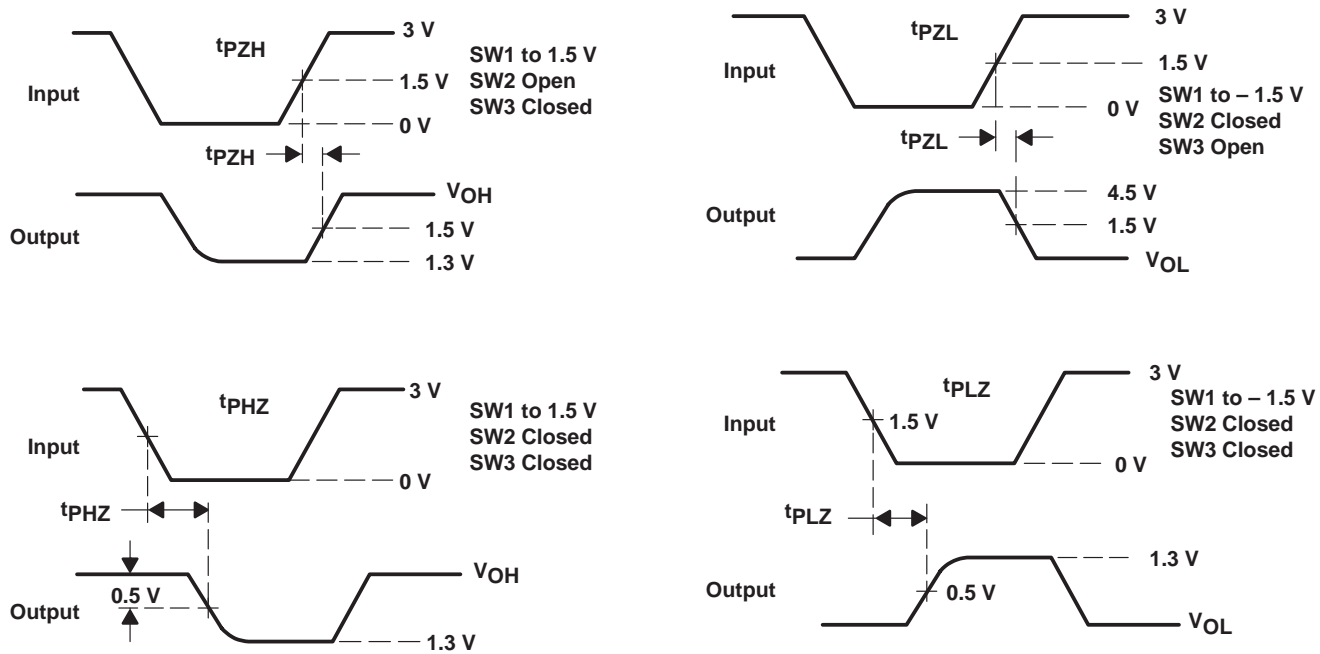 tPZH
3 V
SW1 to 1.5 V
SW2 Open
SW3 Closed
1.5 V
Input
0 V
tPZH
VOH
Output
1.5 V
1.3 V
tPZL
3 V
1.5 V
Input
0 V
SW1 to – 1.5 V
SW2 Closed
SW3 Open
tPZL
4.5 V
Output
1.5 V
VOL
tPHZ
3 V
SW1 to 1.5 V
SW2 Closed
SW3 Closed
Input
0 V
tPHZ
VOH
0.5 V
Output
1.3 V
tPLZ
3 V
SW1 to – 1.5 V
SW2 Closed
SW3 Closed
1.5 V
Input
0 V
tPLZ
1.3 V
Output
0.5 V
VOL